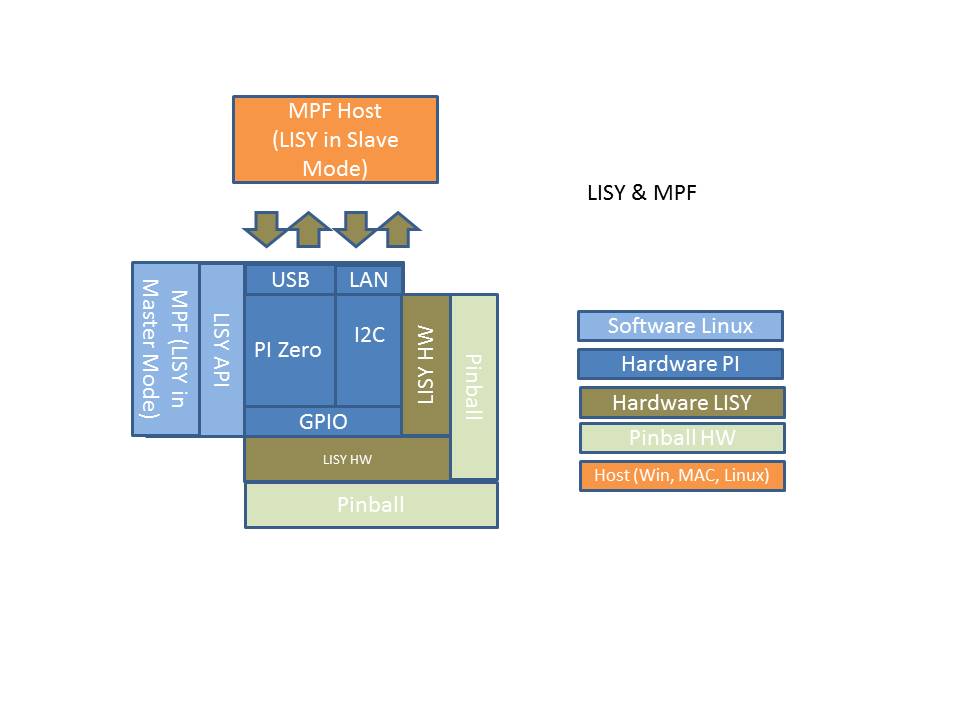 MPF Host
(LISY in Slave
Mode)
LISY & MPF
USB
LAN
MPF (LISY in
Master Mode)
LISY API
PI Zero
I2C
LISY HW
Pinball
GPIO
LISY HW
Pinball
Software Linux
Hardware PI
Hardware LISY
Pinball HW
Host (Win, MAC, Linux)